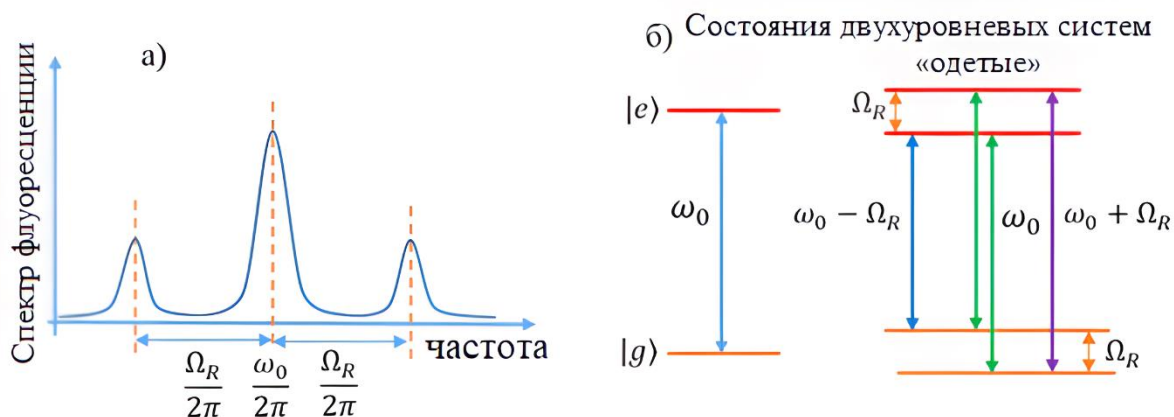 а)
Спектр флуоресценции
частота
Ω_R/2π
ω_0/2π
Ω_R/2π
б) Состояния двухуровневых систем
«одетые»
|e⟩
|g⟩
ω_0
Ω_R
ω_0 − Ω_R
ω_0
ω_0 + Ω_R
Ω_R